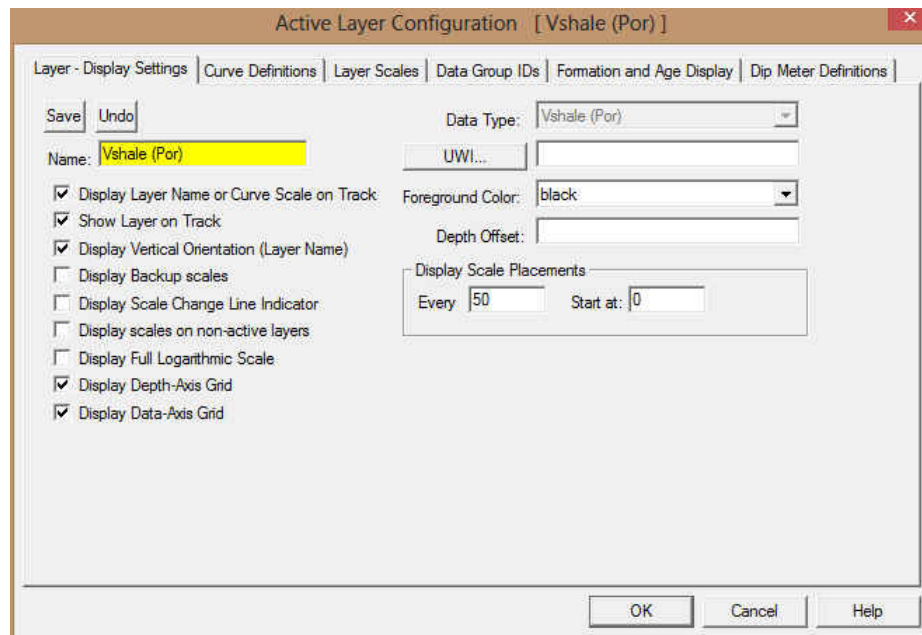 Active Layer Configuration [ Vshale (Por) ]
Layer - Display Settings Curve Definitions Layer Scales Data Group IDs Formation and Age Display Dip Meter Definitions
Save Undo
Name: Vshale (Por)
Display Layer Name or Curve Scale on Track
Show Layer on Track
Display Vertical Orientation (Layer Name)
Display Backup scales
Display Scale Change Line Indicator
Display scales on non-active layers
Display Full Logarithmic Scale
Display Depth-Axis Grid
Display Data-Axis Grid
Data Type: Vshale (Por)
UWI...
Foreground Color: black
Depth Offset:
Display Scale Placements
Every 50 Start at: 0
OK Cancel Help